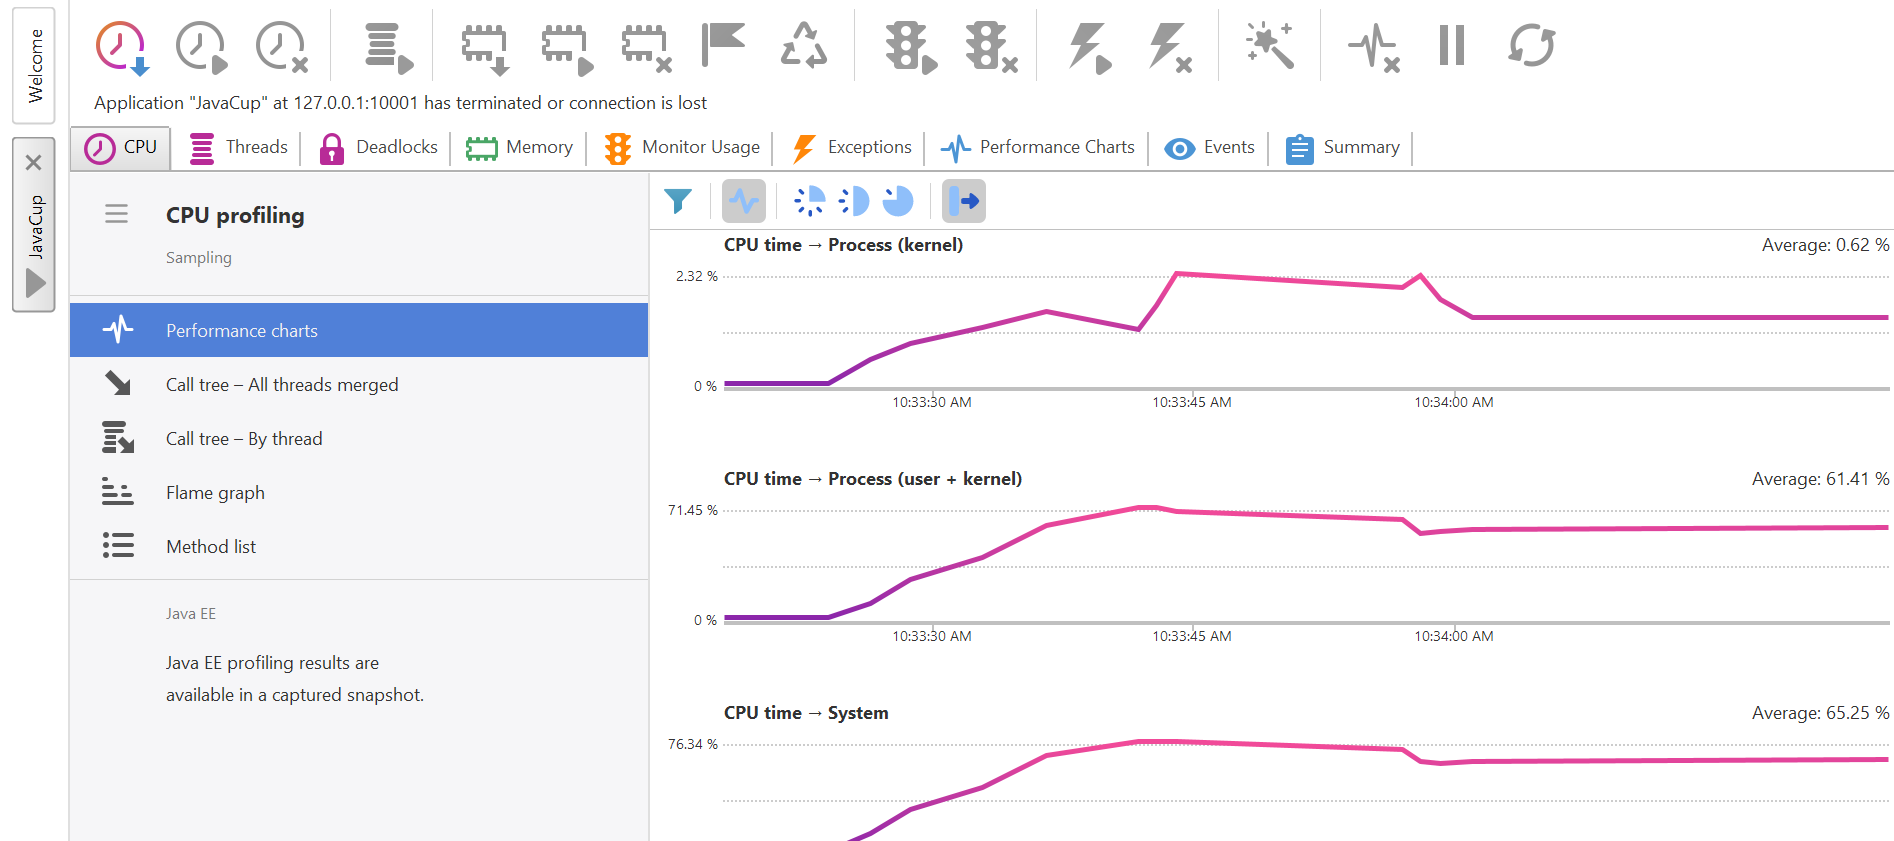 Welcome
JavaCup
Application "JavaCup" at 127.0.0.1:10001 has terminated or connection is lost
CPU
Threads
Deadlocks
Memory
Monitor Usage
Exceptions
Performance Charts
Events
Summary
CPU profiling
Sampling
Performance charts
Call tree – All threads merged
Call tree – By thread
Flame graph
Method list
Java EE
Java EE profiling results are
available in a captured snapshot.
CPU time → Process (kernel)
Average: 0.62 %
2.32 %
0 %
10:33:30 AM
10:33:45 AM
10:34:00 AM
CPU time → Process (user + kernel)
Average: 61.41 %
71.45 %
0 %
10:33:30 AM
10:33:45 AM
10:34:00 AM
CPU time → System
Average: 65.25 %
76.34 %